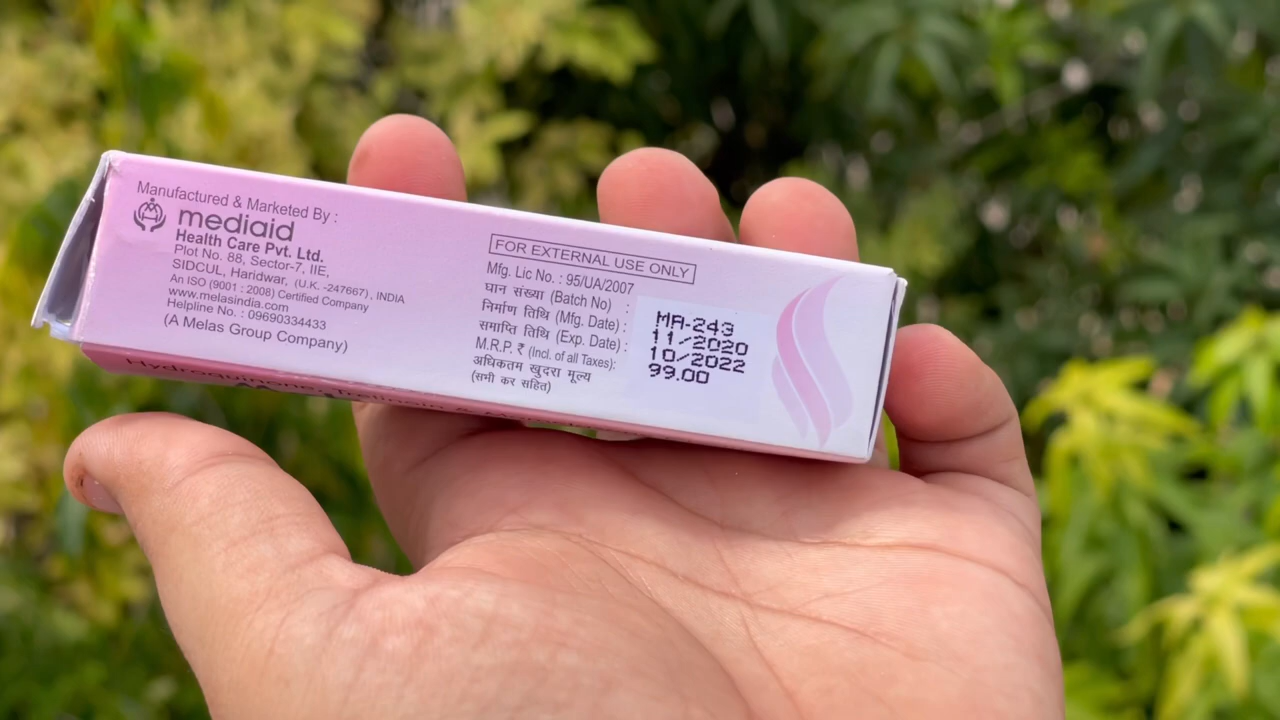 Manufactured & Marketed By :
mediaid
Health Care Pvt. Ltd.
Plot No. 88, Sector-7, IIE,
SIDCUL, Haridwar, (U.K. -247667), INDIA
An ISO (9001 : 2008) Certified Company
www.melasindia.com
Helpline No. : 09690334433
(A Melas Group Company)
FOR EXTERNAL USE ONLY
Mfg. Lic No. : 95/UA/2007
घान संख्या (Batch No) :
निर्माण तिथि (Mfg. Date) :
समाप्ति तिथि (Exp. Date) :
M.R.P. ₹ (Incl. of all Taxes):
अधिकतम खुदरा मूल्य
(सभी कर सहित)
MA-249
11/2020
10/2022
99.00
Hydroquinone